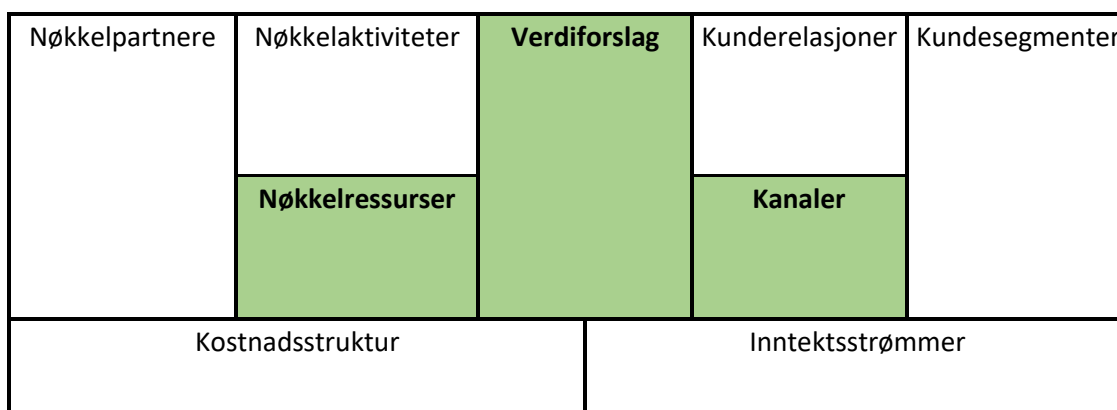 Nøkkelpartnere
Nøkkelaktiviteter
Verdiforslag
Kunderelasjoner
Kundesegmenter
Nøkkelressurser
Kanaler
Kostnadsstruktur
Inntektsstrømmer